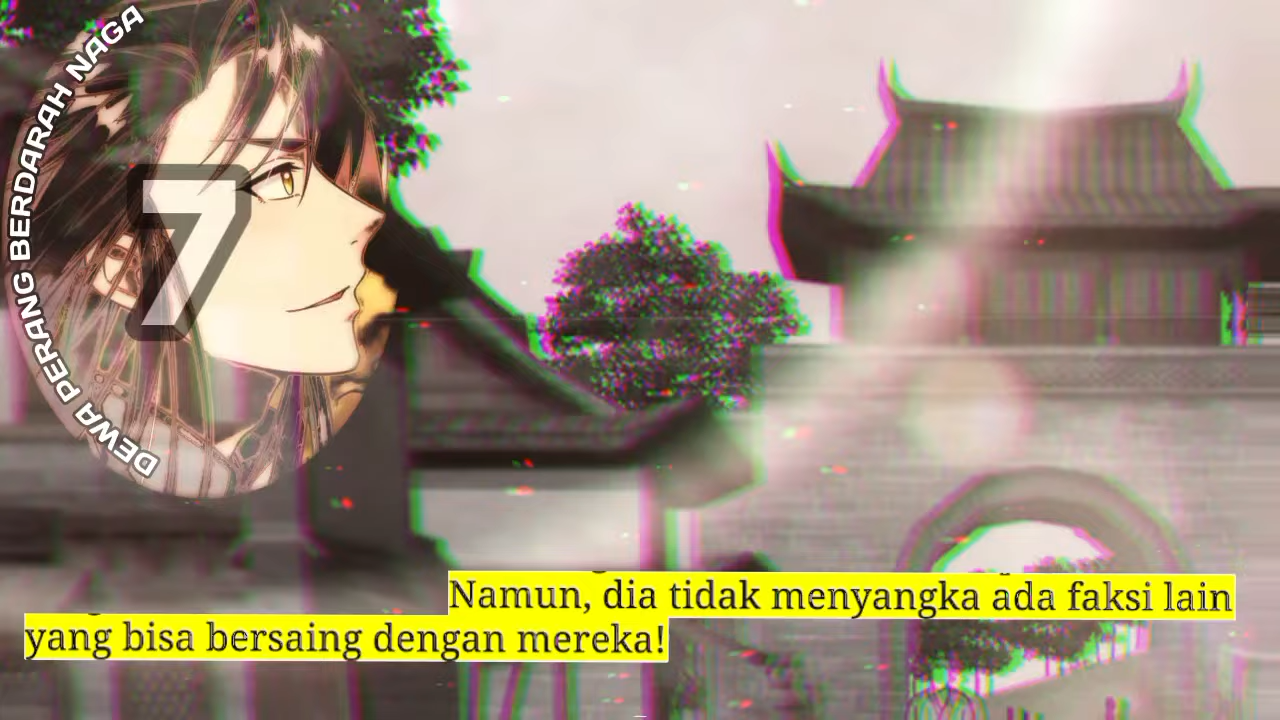 DEWA PERANG BERDARAH NAGA
7
Namun, dia tidak menyangka ada faksi lain
yang bisa bersaing dengan mereka!